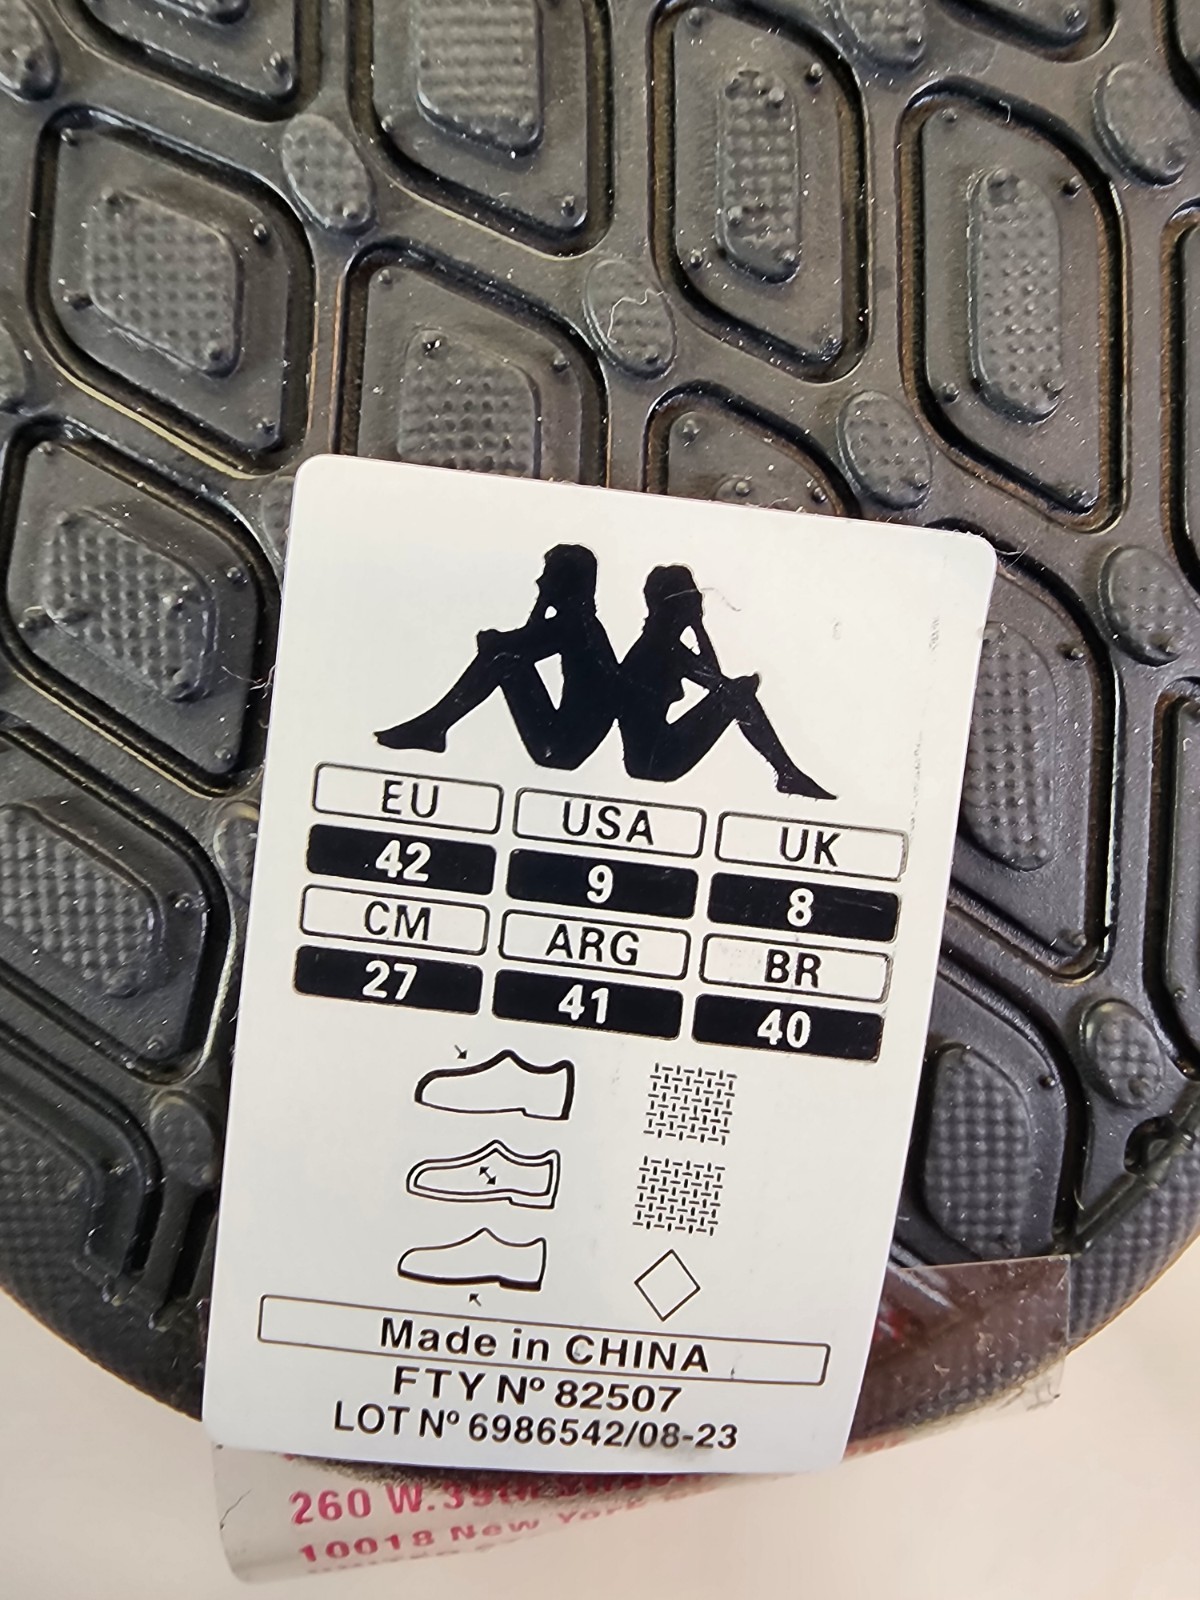 EU USA UK
42 9 8
CM ARG BR
27 41 40
Made in CHINA
FTY Nº 82507
LOT Nº 6986542/08-23
260 W. 39th
10018 New York